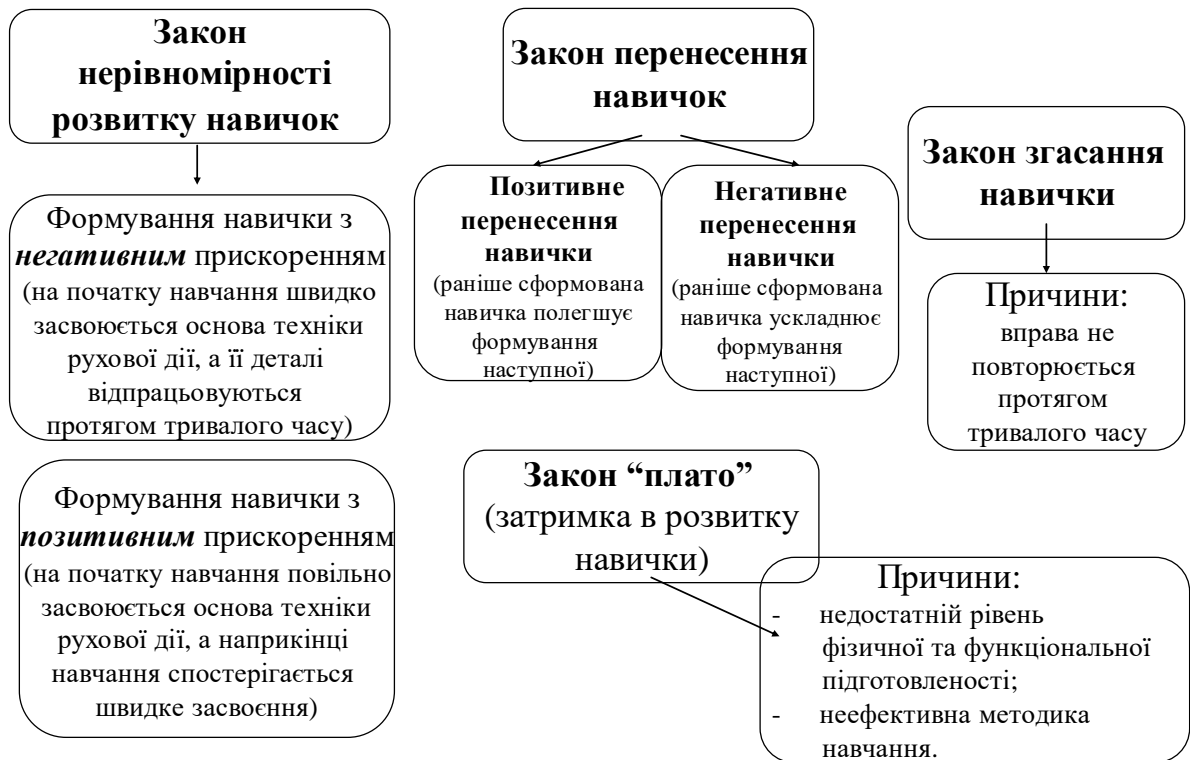 Закон
нерівномірності
розвитку навичок
Формування навички з
негативним прискоренням
(на початку навчання швидко
засвоюється основа техніки
рухової дії, а її деталі
відпрацьовуються
протягом тривалого часу)
Формування навички з
позитивним прискоренням
(на початку навчання повільно
засвоюється основа техніки
рухової дії, а наприкінці
навчання спостерігається
швидке засвоєння)
Закон перенесення
навичок
Позитивне
перенесення
навички
(раніше сформована
навичка полегшує
формування
наступної)
Негативне
перенесення
навички
(раніше сформована
навичка ускладнює
формування
наступної)
Закон згасання
навички
Причини:
вправа не
повторюється
протягом
тривалого часу
Закон “плато”
(затримка в розвитку
навички)
Причини:
- недостатній рівень
фізичної та функціональної
підготовленості;
- неефективна методика
навчання.